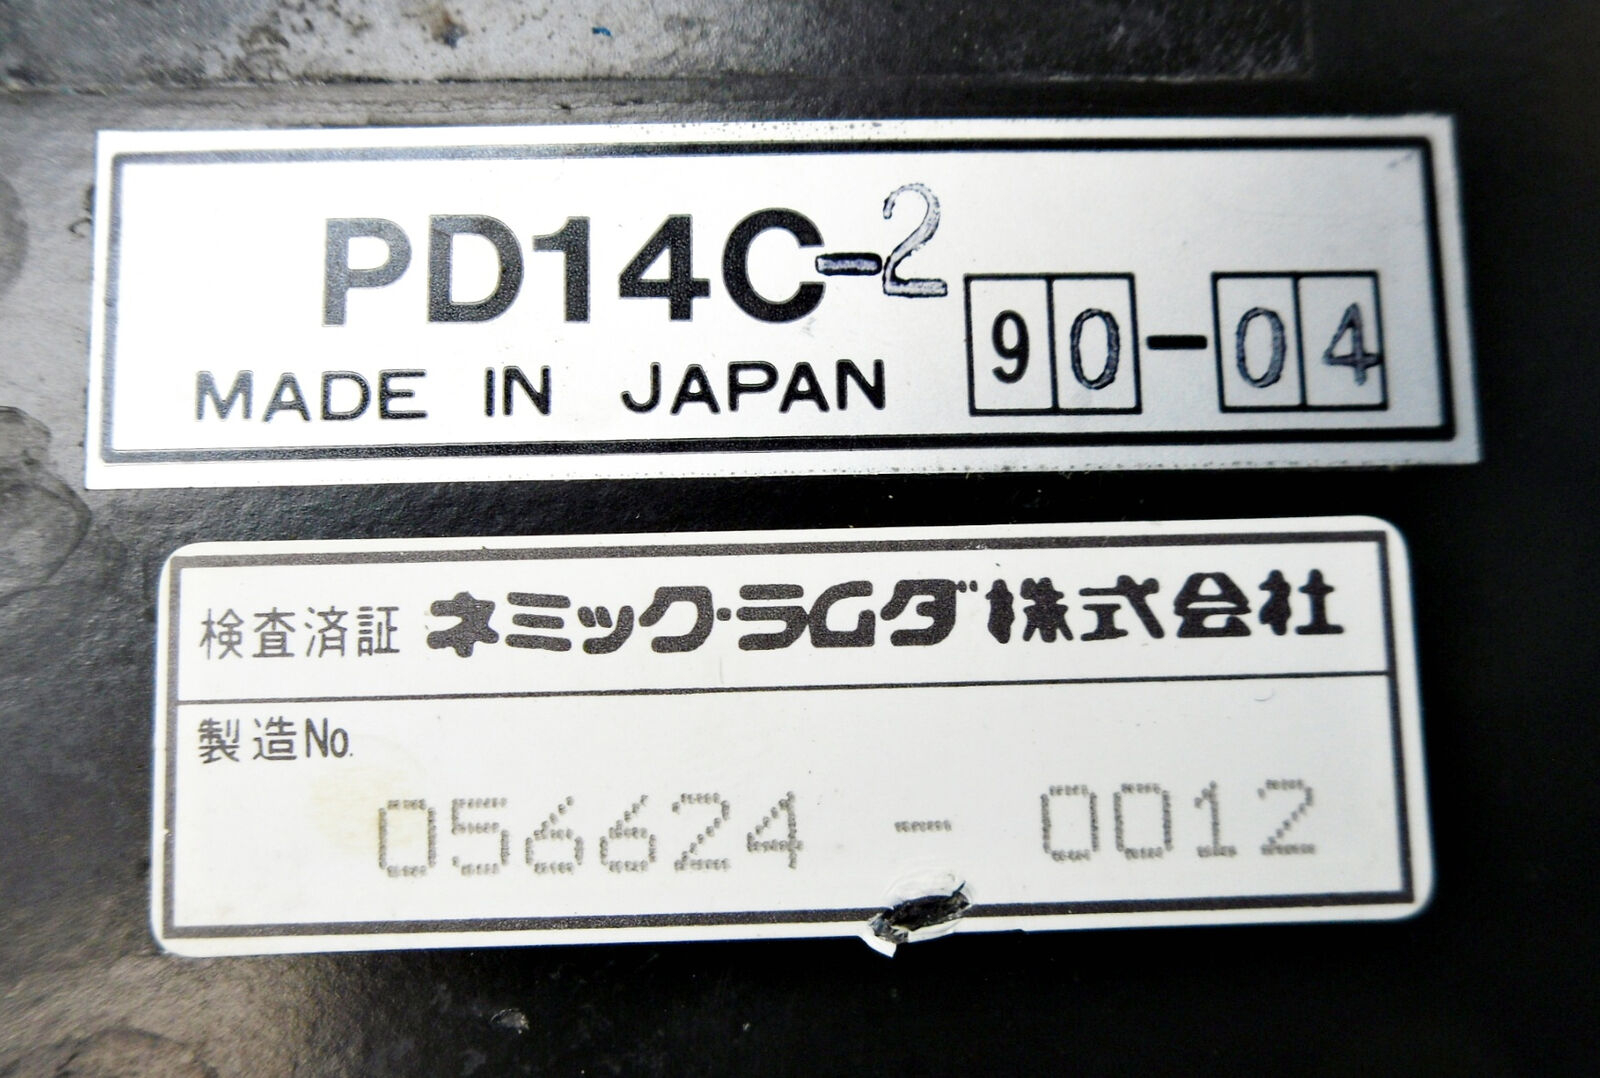 PD14C-2
MADE IN JAPAN 90-04
検査済証 ネミック・ラムダ株式会社
製造No.
056624 - 0012